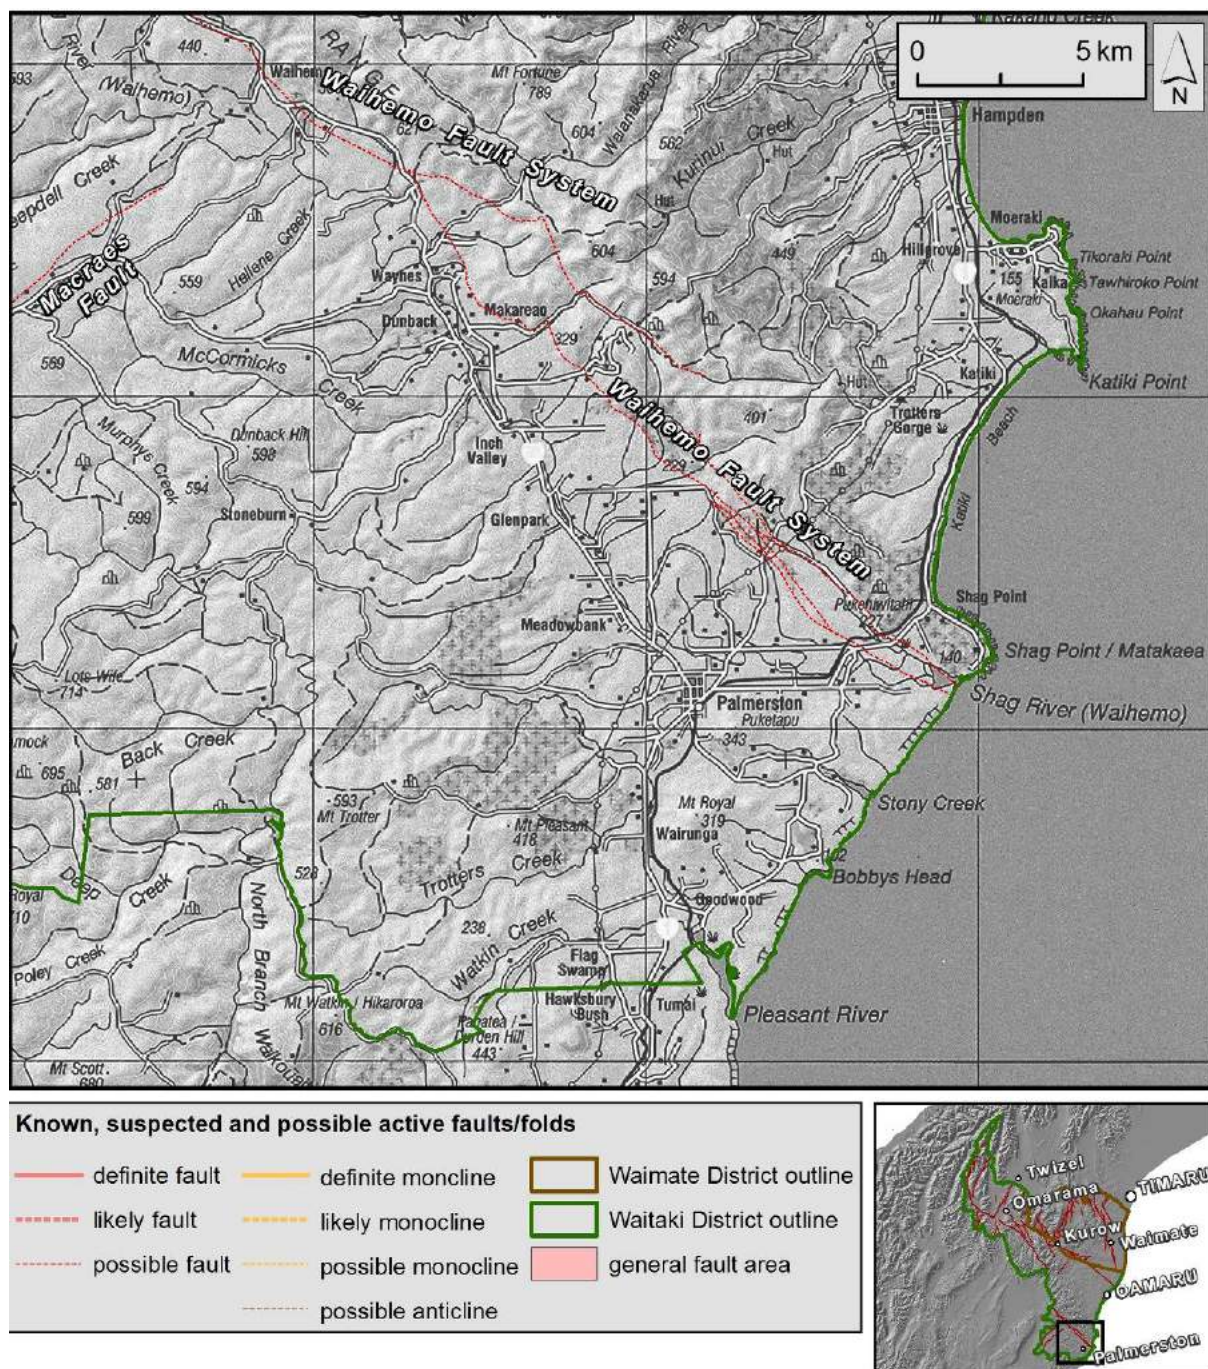 Kakaho Creek
0 5 km
N
440
RANGE
River
593
(Waihemo)
Mt Fortune
789
Waianakarua River
Waihemo Fault System
621
604
582
Kurinui Creek
Hut
Hut
Hampden
Moeraki
Hillgrove
Tikoraki Point
155
Kaika
Tawhiroko Point
Moeraki
Okahau Point
Katiki Point
Macraes
Fault
559
Hellene Creek
604
594
449
Waynes
Dunback
Makareao
329
569
McCormicks Creek
Hut
Katiki
Waihemo Fault System
401
Trotters
Gorge
Beach
Katiki
Murphys Creek
Dunback Hill
598
594
599
Inch
Valley
229
Stoneburn
Glenpark
Shag Point
Meadowbank
140
Shag Point / Matakaea
Lots Wife
714
Palmerston
Puketapu
343
Shag River (Waihemo)
Back Creek
695
581
593
Mt Trotter
Mt Pleasant
418
Mt Royal
319
Wairunga
Stony Creek
Trotters Creek
528
Bobbys Head
Deep Creek
Royal
710
Goodwood
238
Watkin Creek
North Branch
Poley Creek
Flag
Swamp
Hawksbury
Bush
Tumai
Pleasant River
Mt Watkin / Hikaroroa
616
Durden Hill
443
Mt Scott
680
Known, suspected and possible active faults/folds
definite fault
definite moncline
Waimate District outline
likely fault
likely monocline
Waitaki District outline
possible fault
possible monocline
general fault area
possible anticline
Twizel
TIMARU
Omarama
Kurow
Waimate
OAMARU
Palmerston